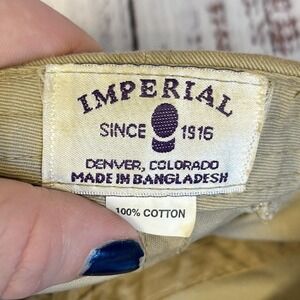 IMPERIAL
SINCE 1916
DENVER, COLORADO
MADE IN BANGLADESH
100% COTTON